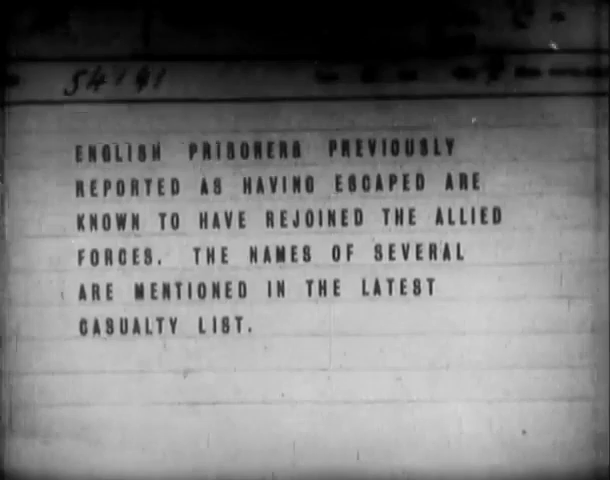 54191
ENGLISH PRISONERS PREVIOUSLY
REPORTED AS HAVING ESCAPED ARE
KNOWN TO HAVE REJOINED THE ALLIED
FORCES. THE NAMES OF SEVERAL
ARE MENTIONED IN THE LATEST
CASUALTY LIST.